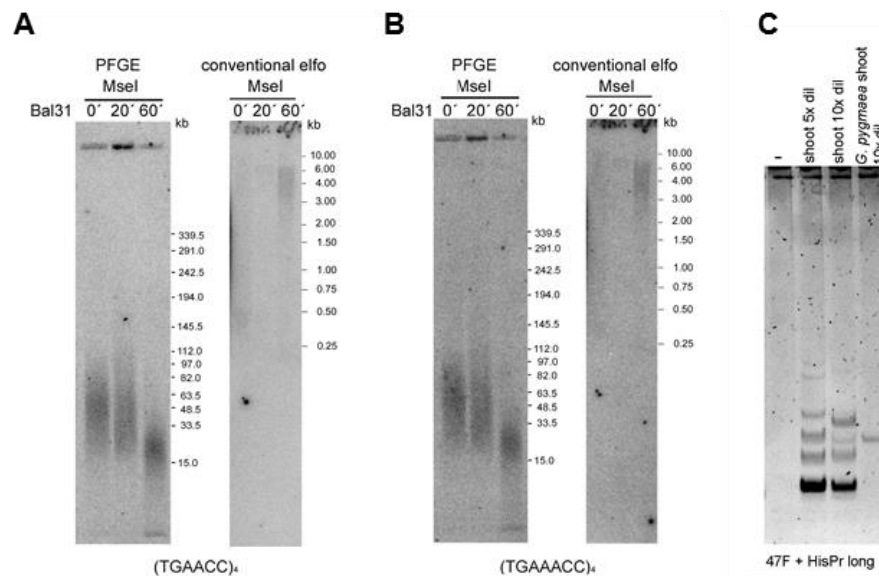 A
PFGE
MseI
Bal31 0´ 20´ 60´
kb
339.5
291.0
242.5
194.0
145.5
112.0
97.0
82.0
63.5
48.5
33.5
15.0
conventional elfo
MseI
0´ 20´ 60´
kb
10.00
6.00
4.00
3.00
2.00
1.50
1.00
0.75
0.50
0.25
(TGAACC)₄
B
PFGE
MseI
Bal31 0´ 20´ 60´
kb
339.5
291.0
242.5
194.0
145.5
112.0
97.0
82.0
63.5
48.5
33.5
15.0
conventional elfo
MseI
0´ 20´ 60´
kb
10.00
6.00
4.00
3.00
2.00
1.50
1.00
0.75
0.50
0.25
(TGAAACC)₄
C
-
shoot 5x dil
shoot 10x dil
G. pygmaea shoot
10x dil
47F + HisPr long